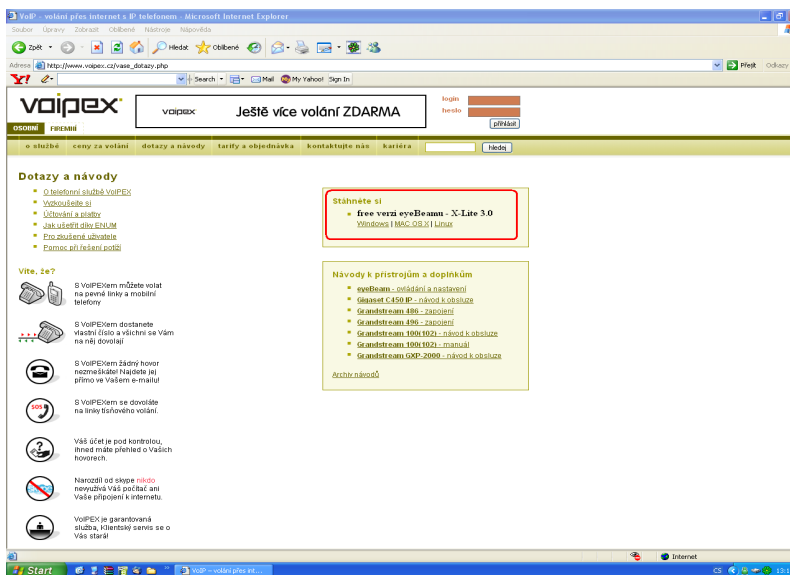 VoIP - volání přes internet s IP telefonem - Microsoft Internet Explorer
Soubor Úpravy Zobrazit Oblíbené Nástroje Nápověda
Zpět Hledat Oblíbené
Adresa http://www.voipex.cz/vase_dotazy.php Přejít Odkazy
Y! Search Mail My Yahoo! Sign In
voipex
voipex Ještě více volání ZDARMA
login
heslo
přihlásit
OSOBNÍ FIREMNÍ
o službě ceny za volání dotazy a návody tarify a objednávka kontaktujte nás kariéra hledej
Dotazy a návody
O telefonní službě VoIPEX
Vyzkoušejte si
Účtování a platby
Jak ušetřit díky ENUM
Pro zkušené uživatele
Pomoc při řešení potíží
Stáhněte si
free verzi eyeBeamu - X-Lite 3.0
Windows | MAC OS X | Linux
Víte, že?
S VoIPEXem můžete volat
na pevné linky a
mobilní
telefony
S VoIPEXem dostanete
vlastní číslo a všichni se Vám
na něj dovolají
S VoIPEXem žádný hovor
nezmeškáte! Najdete jej
přímo ve Vašem e-mailu!
SOS
S VoIPEXem se dovoláte
na linky tísňového volání.
Váš účet je pod kontrolou,
ihned máte přehled o Vašich
hovorech.
Narozdíl od skype nikdo
nevyužívá Váš počítač ani
Vaše připojení k internetu.
VoIPEX je garantovaná
služba, Klientský servis se o
Vás stará!
Návody k přístrojům a doplňkům
eyeBeam - ovládání a nastavení
Gigaset C450 IP - návod k obsluze
Grandstream 486 - zapojení
Grandstream 496 - zapojení
Grandstream 100(102) - návod k obsluze
Grandstream 100(102) - manuál
Grandstream GXP-2000 - návod k obsluze
Archiv návodů
Internet
Start VoIP – volání přes int... CS 13:1